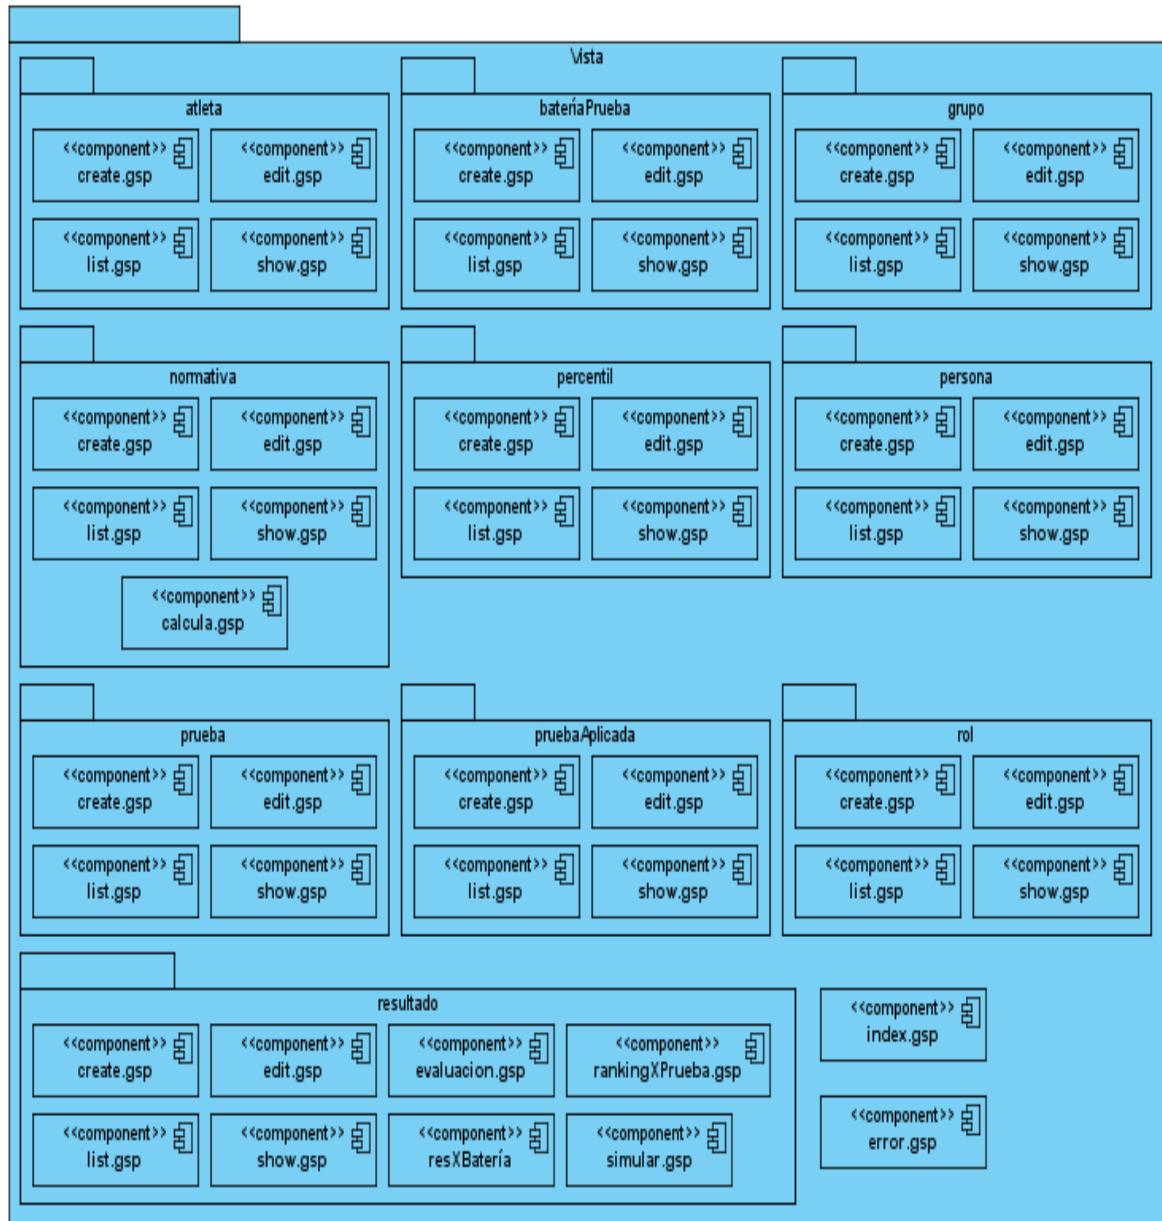 Vista
atleta
<<component>>
create.gsp
<<component>>
edit.gsp
<<component>>
list.gsp
<<component>>
show.gsp
bateríaPrueba
<<component>>
create.gsp
<<component>>
edit.gsp
<<component>>
list.gsp
<<component>>
show.gsp
grupo
<<component>>
create.gsp
<<component>>
edit.gsp
<<component>>
list.gsp
<<component>>
show.gsp
normativa
<<component>>
create.gsp
<<component>>
edit.gsp
<<component>>
list.gsp
<<component>>
show.gsp
<<component>>
calcula.gsp
percentil
<<component>>
create.gsp
<<component>>
edit.gsp
<<component>>
list.gsp
<<component>>
show.gsp
persona
<<component>>
create.gsp
<<component>>
edit.gsp
<<component>>
list.gsp
<<component>>
show.gsp
prueba
<<component>>
create.gsp
<<component>>
edit.gsp
<<component>>
list.gsp
<<component>>
show.gsp
pruebaAplicada
<<component>>
create.gsp
<<component>>
edit.gsp
<<component>>
list.gsp
<<component>>
show.gsp
rol
<<component>>
create.gsp
<<component>>
edit.gsp
<<component>>
list.gsp
<<component>>
show.gsp
resultado
<<component>>
create.gsp
<<component>>
edit.gsp
<<component>>
evaluacion.gsp
<<component>>
rankingXPrueba.gsp
<<component>>
list.gsp
<<component>>
show.gsp
<<component>>
resXBatería
<<component>>
simular.gsp
<<component>>
index.gsp
<<component>>
error.gsp